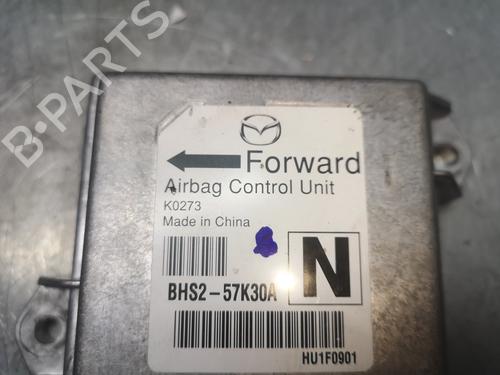 B-PARTS
Forward
Airbag Control Unit
K0273
Made in China
N
BHS2-57K30A
HU1F0901